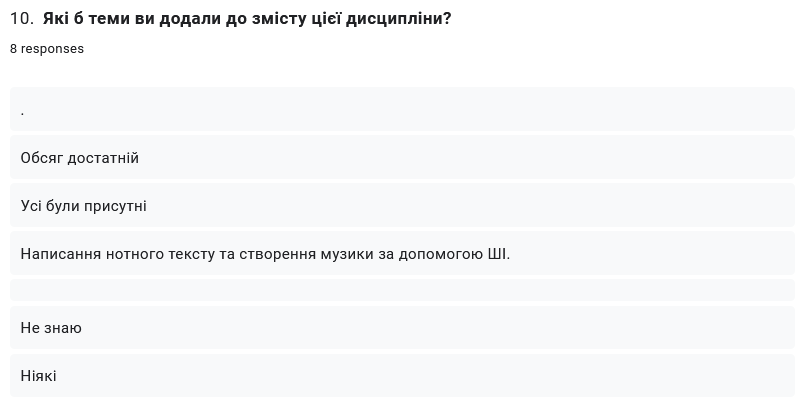 10. Які б теми ви додали до змісту цієї дисципліни?
8 responses
.
Обсяг достатній
Усі були присутні
Написання нотного тексту та створення музики за допомогою ШІ.
Не знаю
Ніякі